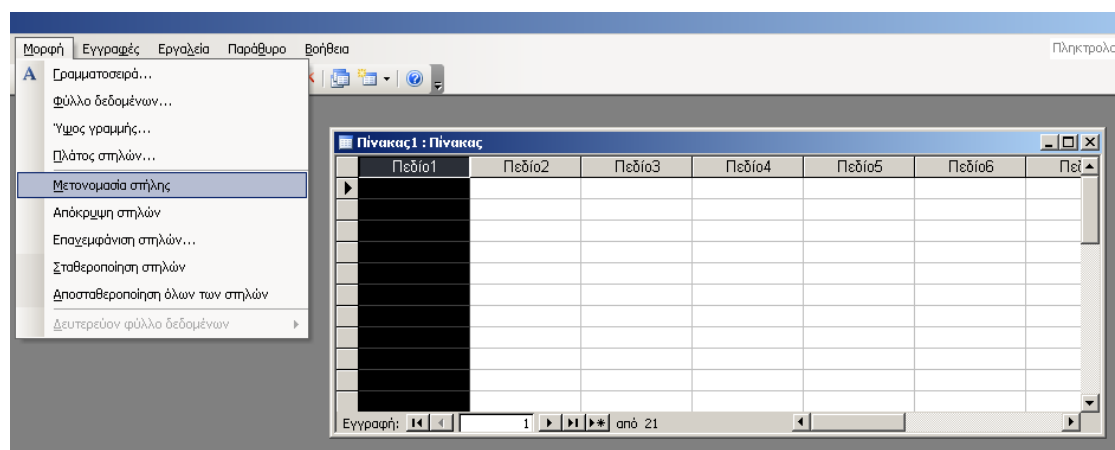 Μορφή Εγγραφές Εργαλεία Παράθυρο Βοήθεια
Πληκτρολο
Γραμματοσειρά...
Φύλλο δεδομένων...
Ύψος γραμμής...
Πλάτος στηλών...
Μετονομασία στήλης
Απόκρυψη στηλών
Επανεμφάνιση στηλών...
Σταθεροποίηση στηλών
Αποσταθεροποίηση όλων των στηλών
Δευτερεύον φύλλο δεδομένων
Πίνακας1 : Πίνακας
Πεδίο1 Πεδίο2 Πεδίο3 Πεδίο4 Πεδίο5 Πεδίο6 Πεδ
Εγγραφή: 1 από 21